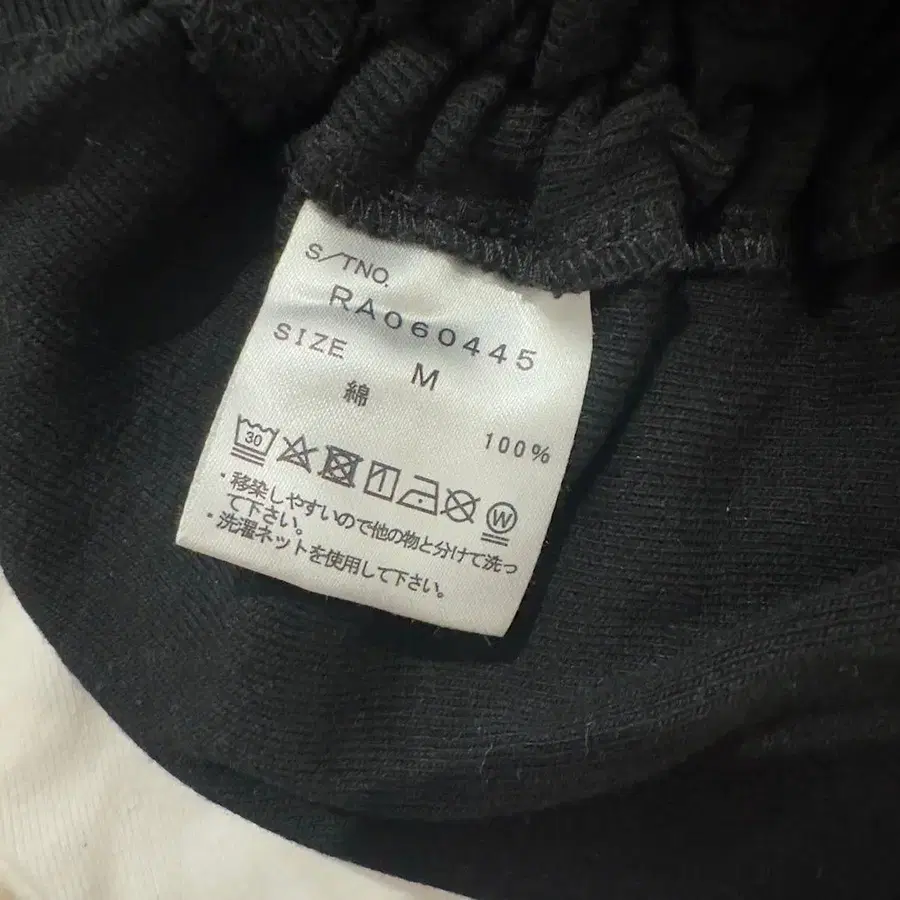 S/TNO.
RA060445
SIZE M
綿 100%
30 W
・移染しやすいので他の物と分けて洗っ
て下さい。
・洗濯ネットを使用して下さい。